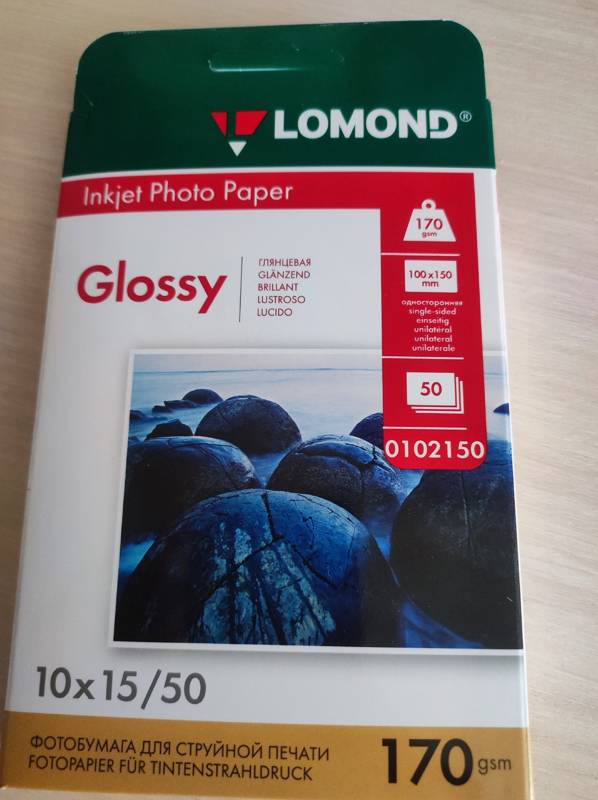 LOMOND®
Inkjet Photo Paper
170
gsm
Glossy
ГЛЯНЦЕВАЯ
GLÄNZEND
BRILLANT
LUSTROSO
LUCIDO
100 x 150
mm
односторонняя
single-sided
einseitig
unilatéral
unilateral
unilaterale
50
0102150
10x15/50
ФОТОБУМАГА ДЛЯ СТРУЙНОЙ ПЕЧАТИ
FOTOPAPIER FÜR TINTENSTRAHLDRUCK
170 gsm